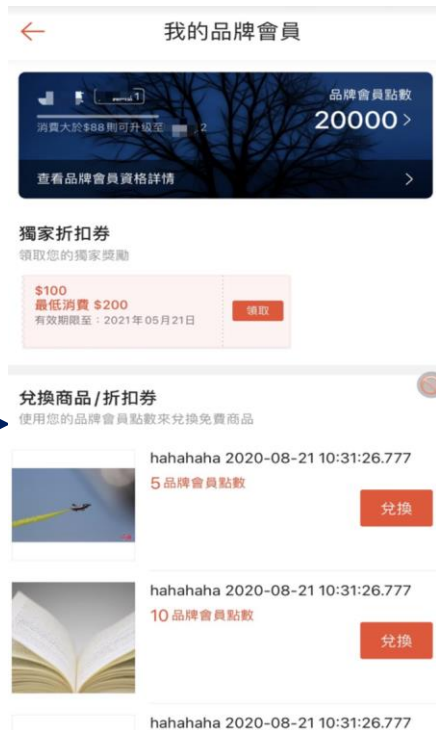 我的品牌會員
1
品牌會員點數
消費大於$88則可升級至 2
20000 >
查看品牌會員資格詳情 >
獨家折扣券
領取您的獨家獎勵
$100
最低消費 $200
有效期限至：2021年05月21日
領取
兌換商品/折扣券
使用您的品牌會員點數來兌換免費商品
hahahaha 2020-08-21 10:31:26.777
5 品牌會員點數
兌換
hahahaha 2020-08-21 10:31:26.777
10 品牌會員點數
兌換
hahahaha 2020-08-21 10:31:26.777